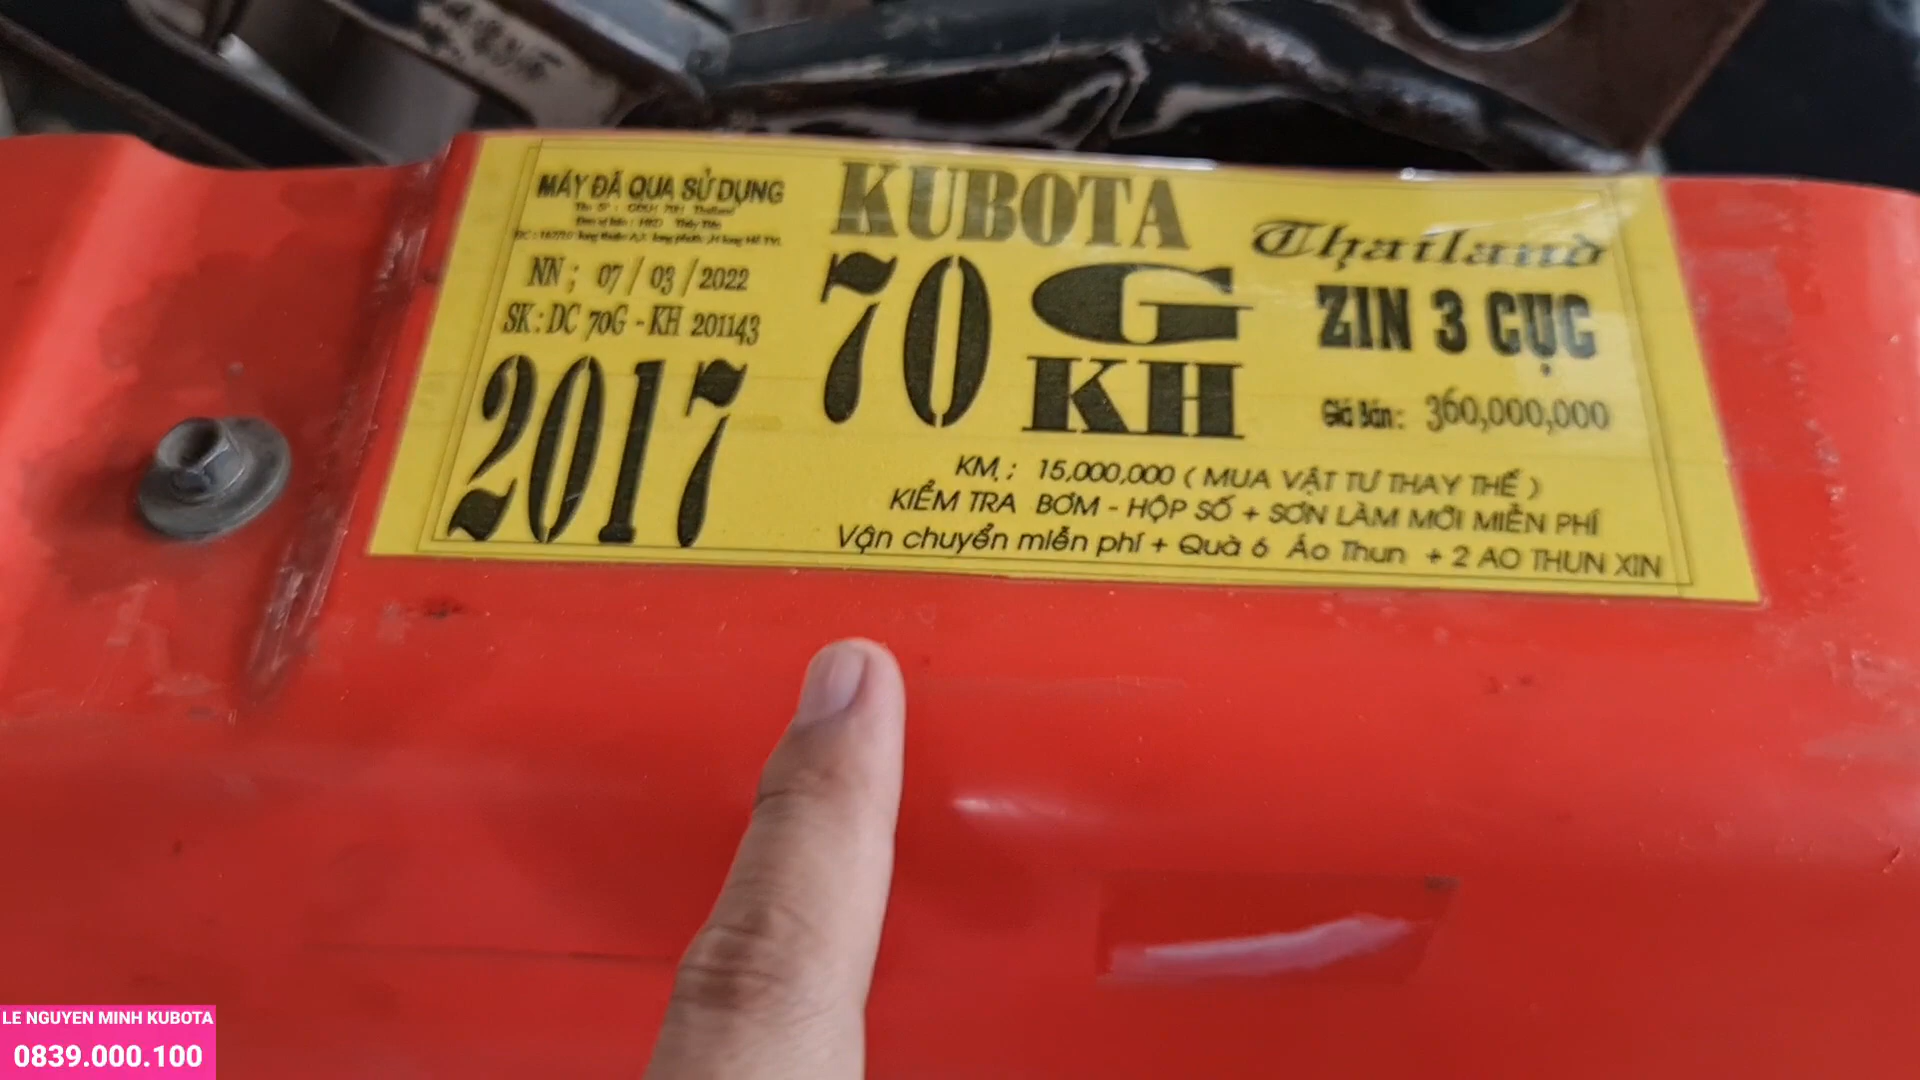 MÁY ĐÃ QUA SỬ DỤNG
NN ; 07 / 03 / 2022
SK : DC 70G - KH 201143
2017
KUBOTA
70 G
KH
Thailand
ZIN 3 CỤC
Giá Bán : 360,000,000
KM ; 15,000,000 ( MUA VẬT TƯ THAY THẾ )
KIỂM TRA BƠM - HỘP SỐ + SƠN LÀM MỚI MIỄN PHÍ
Vận chuyển miễn phí + Quà 6 Áo Thun + 2 AO THUN XIN
LE NGUYEN MINH KUBOTA
0839.000.100